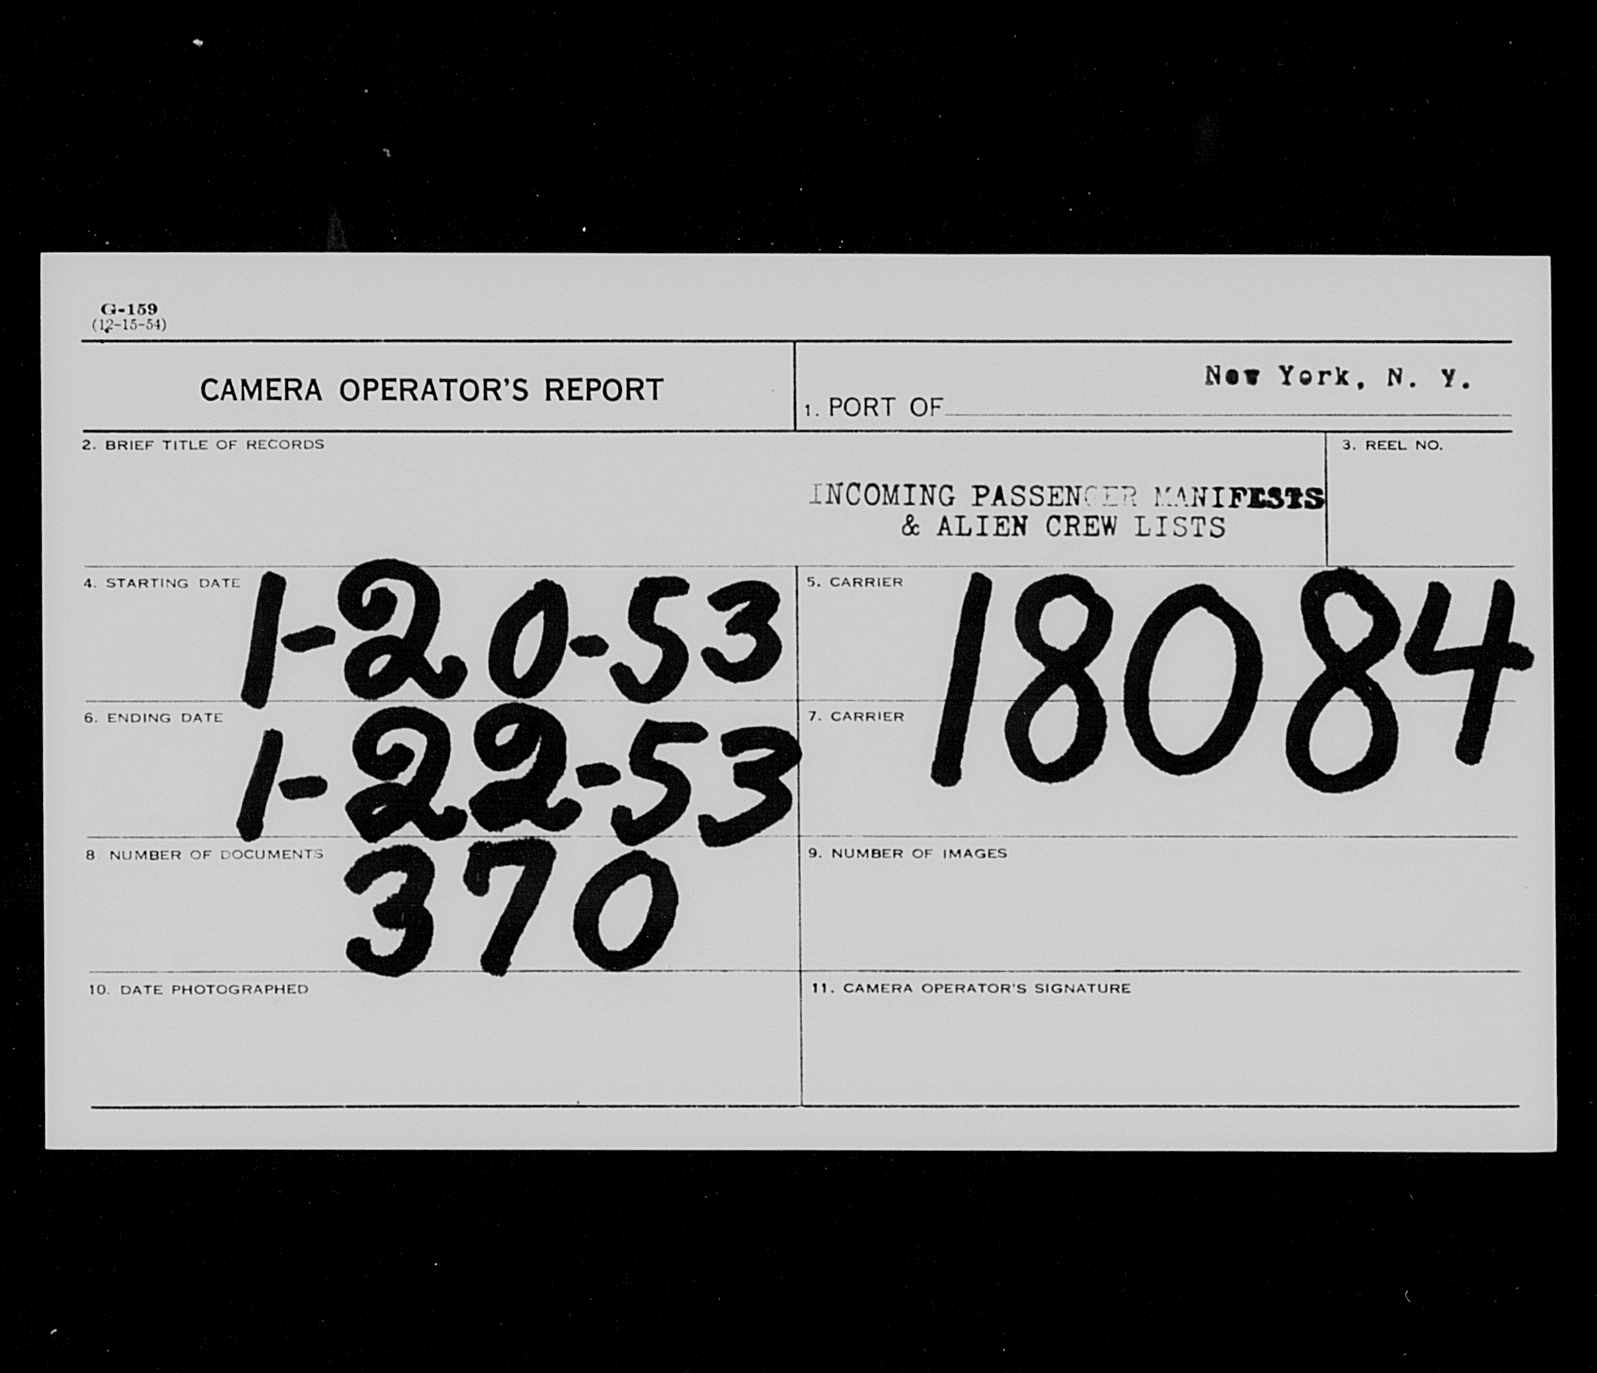 G-159
(12-15-54)
CAMERA OPERATOR'S REPORT
1. PORT OF New York, N. Y.
2. BRIEF TITLE OF RECORDS
3. REEL NO.
INCOMING PASSENGER MANIFESTS
& ALIEN CREW LISTS
4. STARTING DATE 1-20-53
5. CARRIER
18084
6. ENDING DATE 1-22-53
7. CARRIER
8 NUMBER OF DOCUMENTS 370
9. NUMBER OF IMAGES
10. DATE PHOTOGRAPHED
11. CAMERA OPERATOR'S SIGNATURE